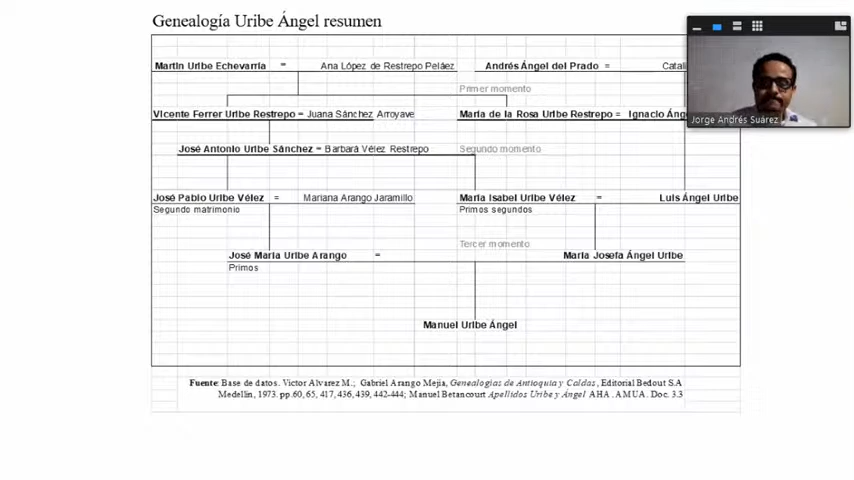 Genealogía Uribe Ángel resumen
Martín Uribe Echevarría = Ana López de Restrepo Peláez Andrés Ángel del Prado = Catali
Primer momento
Vicente Ferrer Uribe Restrepo = Juana Sánchez Arroyave María de la Rosa Uribe Restrepo = Ignacio Áng
José Antonio Uribe Sánchez = Barbará Vélez Restrepo Segundo momento
José Pablo Uribe Vélez = Mariana Arango Jaramillo María Isabel Uribe Vélez = Luis Ángel Uribe
Segundo matrimonio Primos segundos
Tercer momento
José María Uribe Arango = María Josefa Ángel Uribe
Primos
Manuel Uribe Ángel
Fuente: Base de datos. Víctor Alvarez M.; Gabriel Arango Mejía, Genealogías de Antioquia y Caldas, Editorial Bedout S.A
Medellín, 1973. pp.60, 65, 417, 436, 439, 442-444; Manuel Betancourt Apellidos Uribe y Ángel AHA. AMUA. Doc. 3.3
Jorge Andrés Suárez